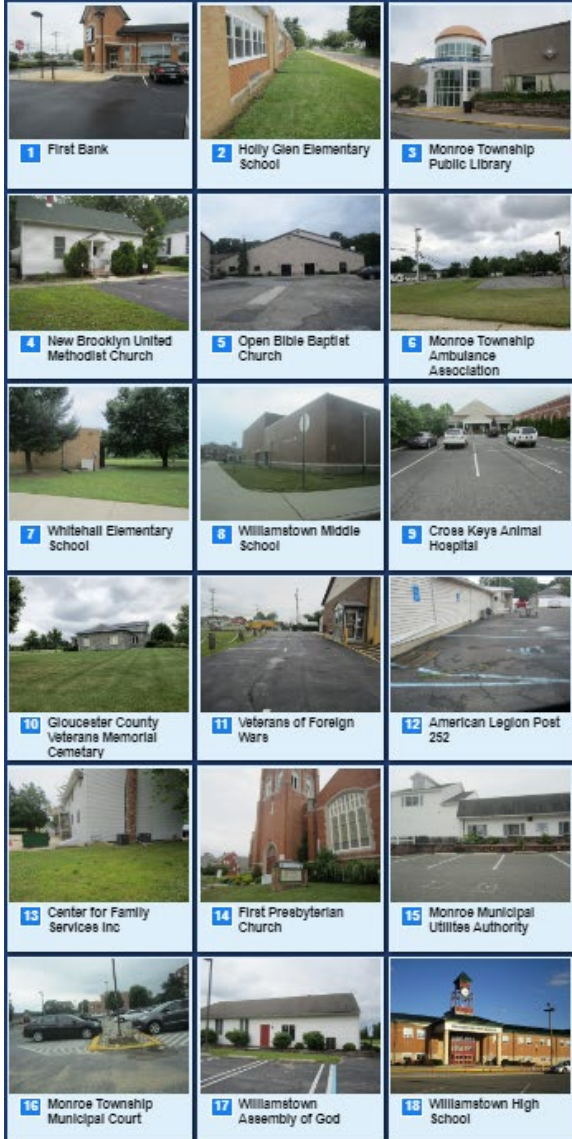 1 First Bank
2 Holly Glen Elementary
School
3 Monroe Township
Public Library
4 New Brooklyn United
Methodist Church
5 Open Bible Baptist
Church
6 Monroe Township
Ambulance
Association
7 Whitehall Elementary
School
8 Williamstown Middle
School
9 Cross Keys Animal
Hospital
10 Gloucester County
Veterans Memorial
Cemetary
11 Veterans of Foreign
Wars
12 American Legion Post
252
13 Center for Family
Services Inc
14 First Presbyterian
Church
15 Monroe Municipal
Utilites Authority
16 Monroe Township
Municipal Court
17 Williamstown
Assembly of God
18 Williamstown High
School